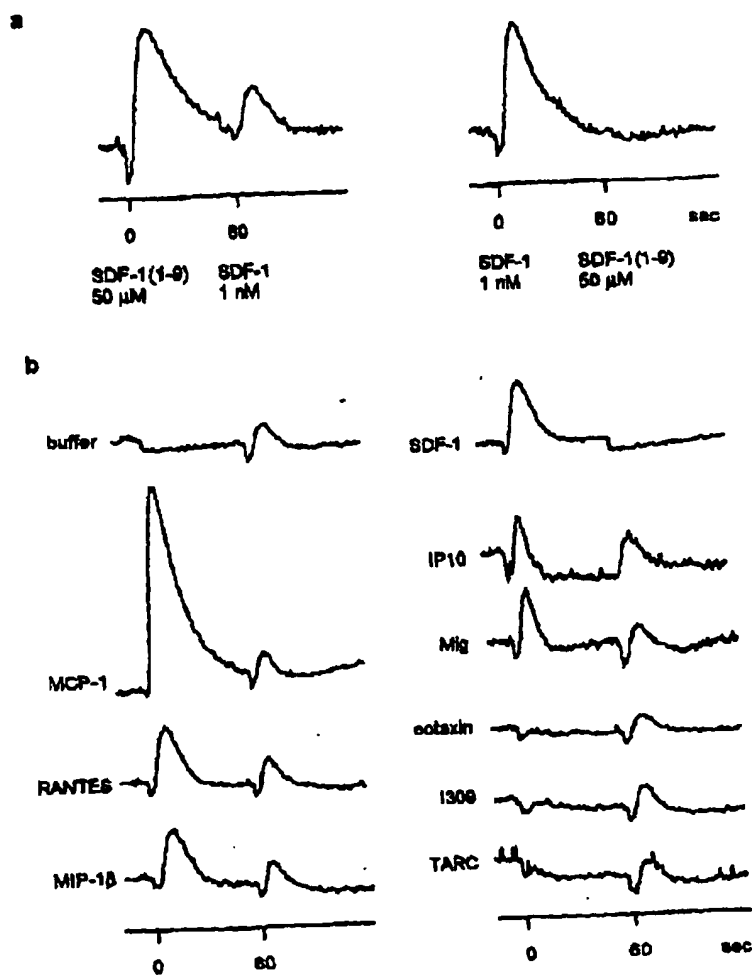 a
0 60
SDF-1(1-9) SDF-1
50 µM 1 nM
0 60 sec
SDF-1 SDF-1(1-9)
1 nM 50 µM
b
buffer
MCP-1
RANTES
MIP-1β
0 60
SDF-1
IP10
Mig
eotaxin
I309
TARC
0 60 sec